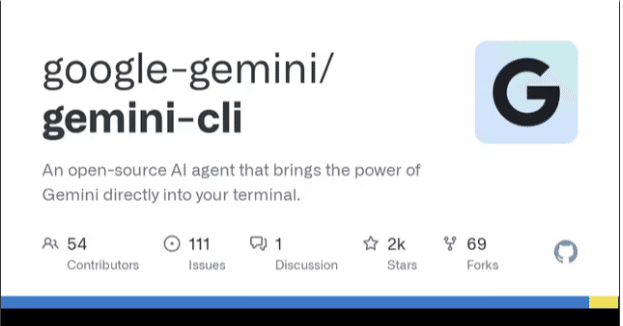 google-gemini/
gemini-cli
G
An open-source AI agent that brings the power of
Gemini directly into your terminal.
54 111 1 2k 69
Contributors Issues Discussion Stars Forks